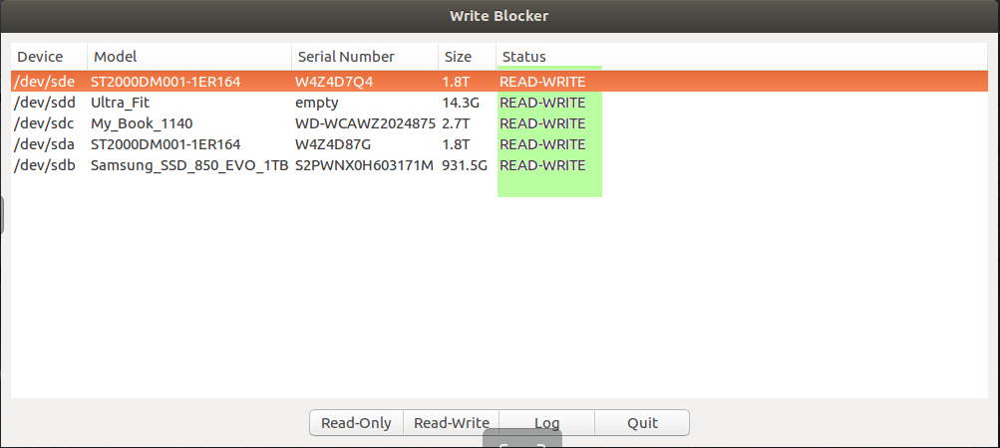 Write Blocker
Device Model Serial Number Size Status
/dev/sde ST2000DM001-1ER164 W4Z4D7Q4 1.8T READ-WRITE
/dev/sdd Ultra_Fit empty 14.3G READ-WRITE
/dev/sdc My_Book_1140 WD-WCAWZ2024875 2.7T READ-WRITE
/dev/sda ST2000DM001-1ER164 W4Z4D87G 1.8T READ-WRITE
/dev/sdb Samsung_SSD_850_EVO_1TB S2PWNX0H603171M 931.5G READ-WRITE
Read-Only Read-Write Log Quit